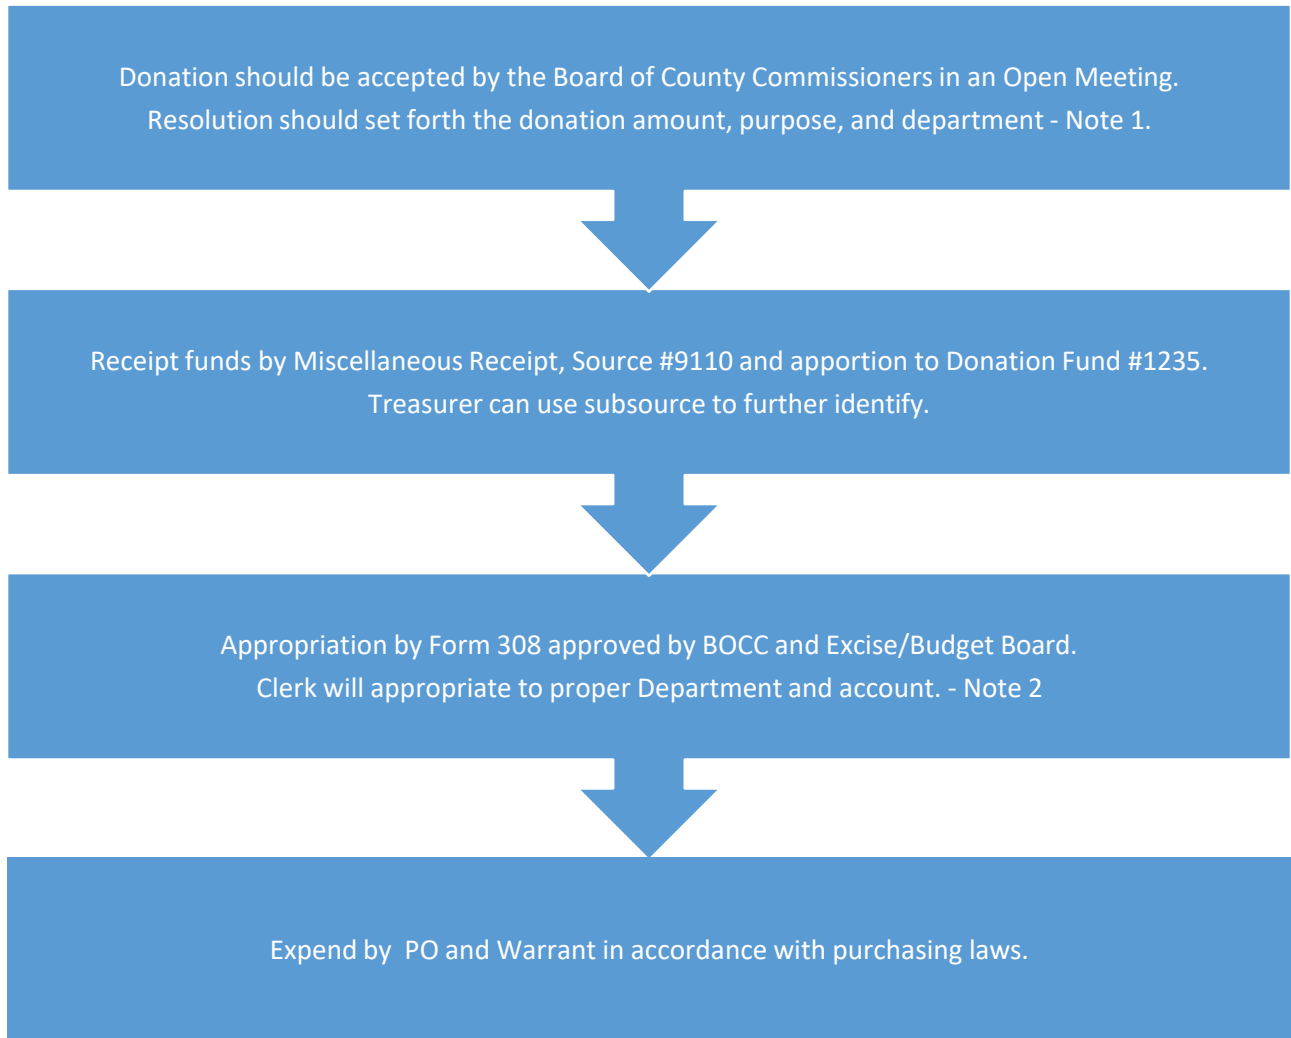 Donation should be accepted by the Board of County Commissioners in an Open Meeting.
Resolution should set forth the donation amount, purpose, and department - Note 1.
Receipt funds by Miscellaneous Receipt, Source #9110 and apportion to Donation Fund #1235.
Treasurer can use subsource to further identify.
Appropriation by Form 308 approved by BOCC and Excise/Budget Board.
Clerk will appropriate to proper Department and account. - Note 2
Expend by  PO and Warrant in accordance with purchasing laws.